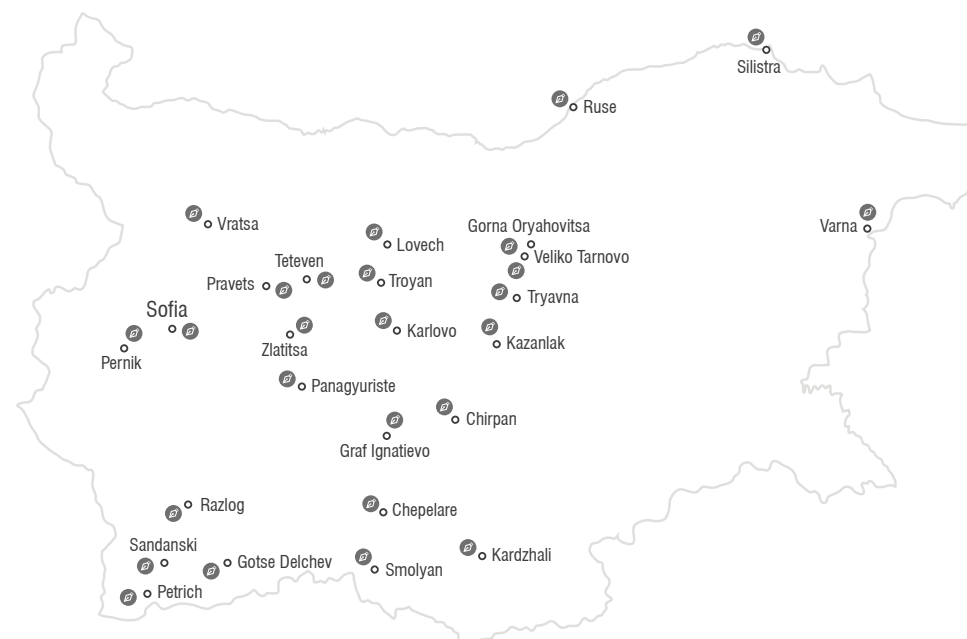 Silistra
Ruse
Vratsa
Gorna Oryahovitsa
Varna
Lovech
Veliko Tarnovo
Teteven
Pravets
Troyan
Tryavna
Sofia
Karlovo
Kazanlak
Zlatitsa
Pernik
Panagyuriste
Chirpan
Graf Ignatievo
Razlog
Chepelare
Sandanski
Kardzhali
Gotse Delchev
Smolyan
Petrich